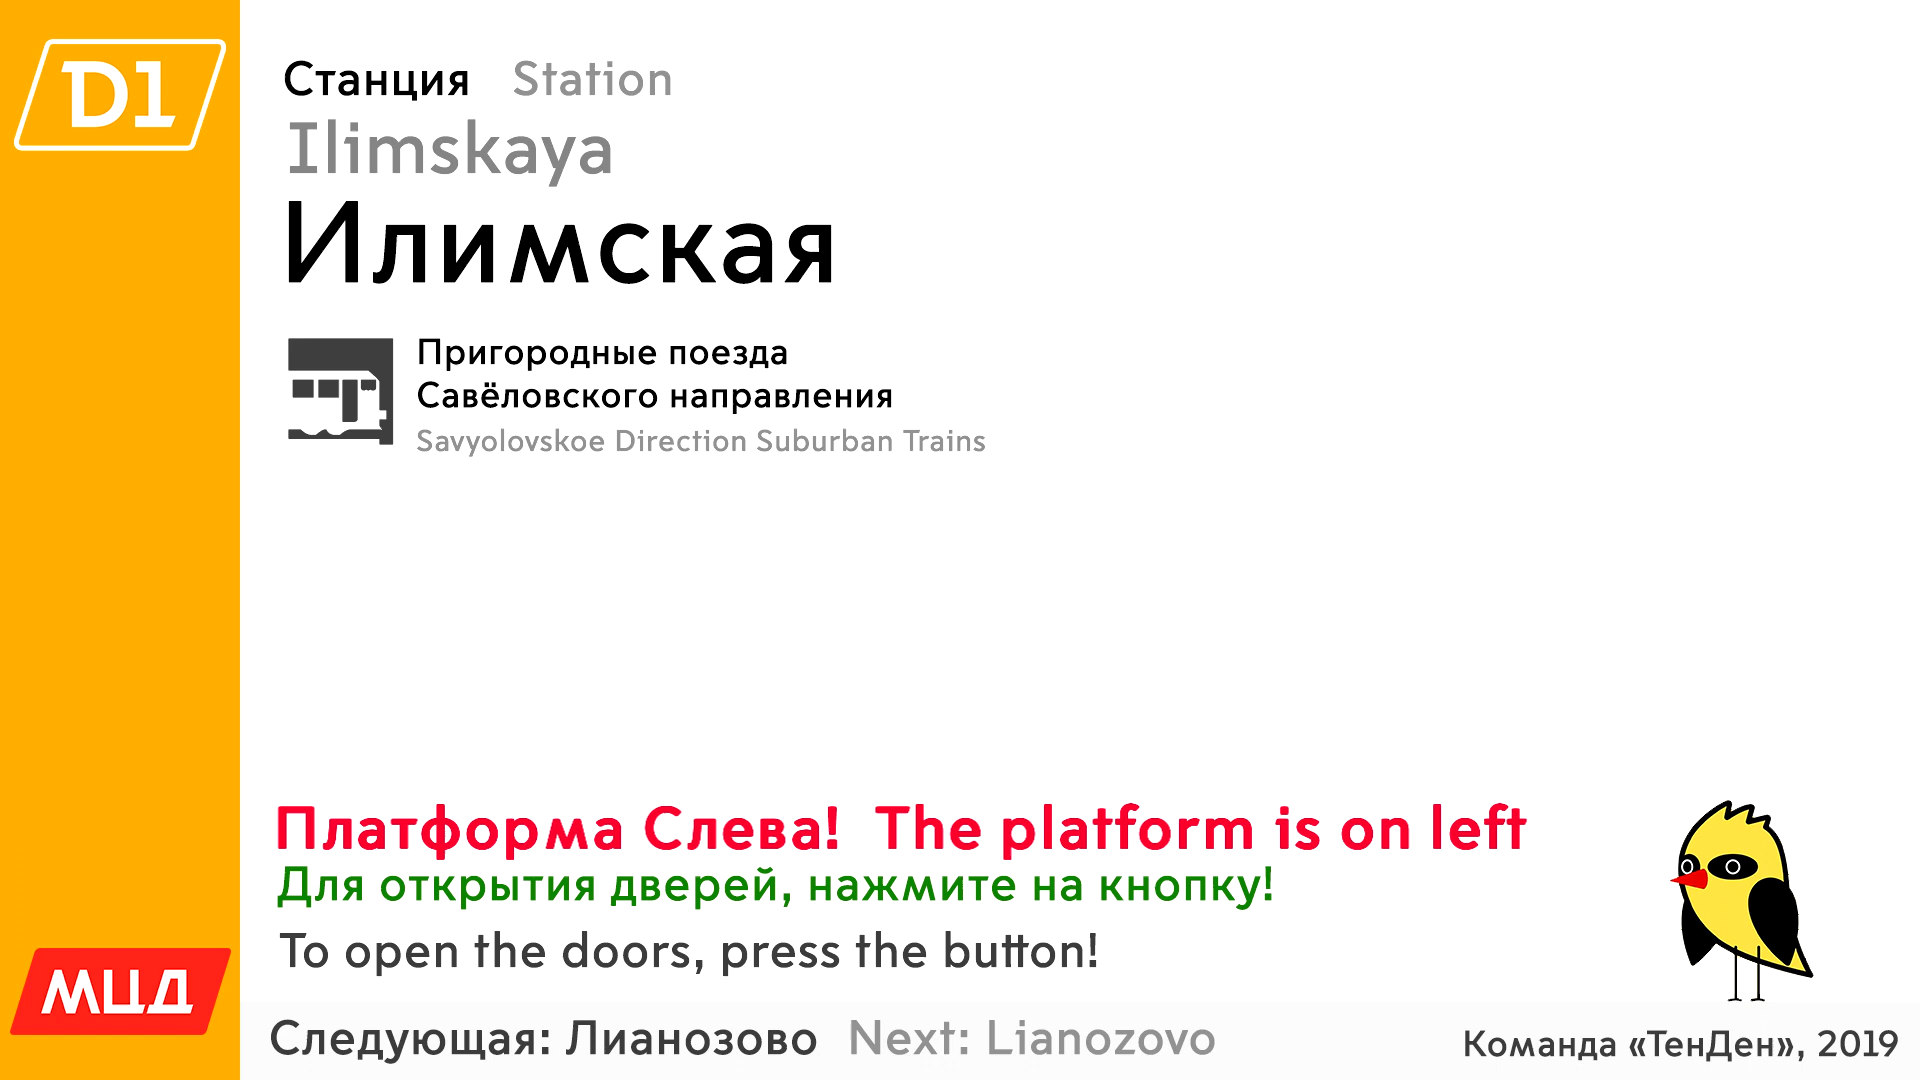 D1
Станция Station
Ilimskaya
Илимская
Пригородные поезда
Савёловского направления
Savyolovskoe Direction Suburban Trains
Платформа Слева! The platform is on left
Для открытия дверей, нажмите на кнопку!
To open the doors, press the button!
МЦД
Следующая: Лианозово Next: Lianozovo
Команда «ТенДен», 2019